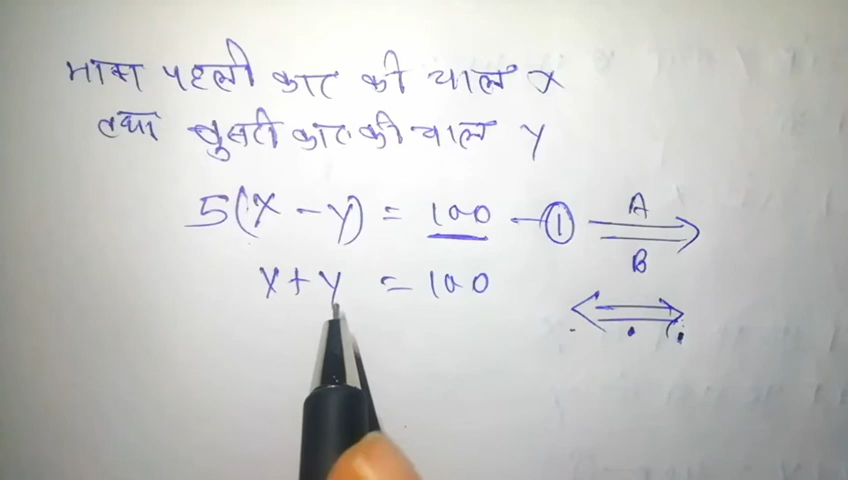 माना पहली कार की चाल x
तथा दुसरी कार की चाल y
5(x - y) = 100 - ①
A
B
x + y = 100